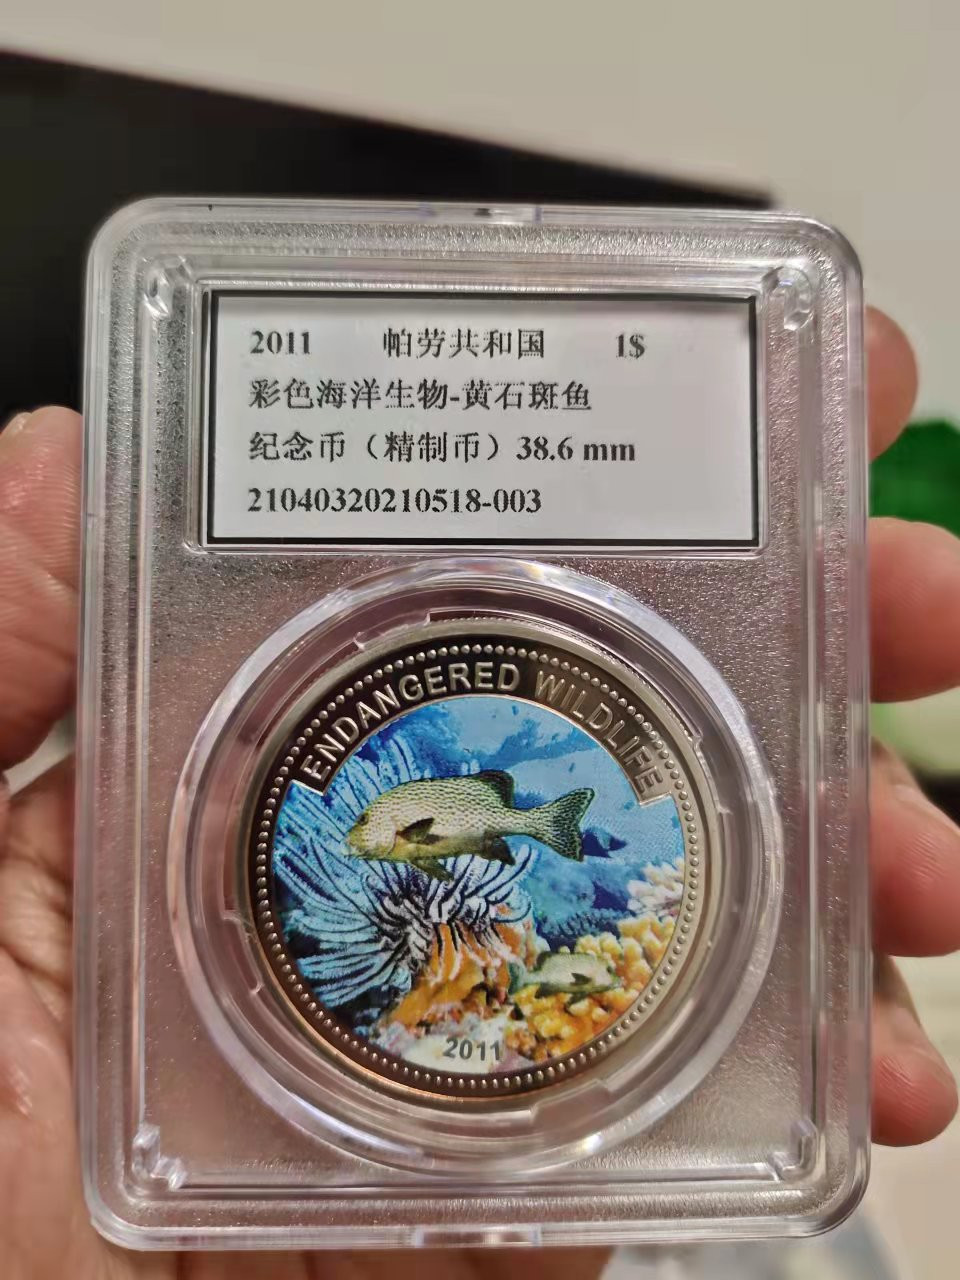 2011 帕劳共和国 1$
彩色海洋生物-黄石斑鱼
纪念币（精制币）38.6 mm
21040320210518-003
ENDANGERED WILDLIFE
2011